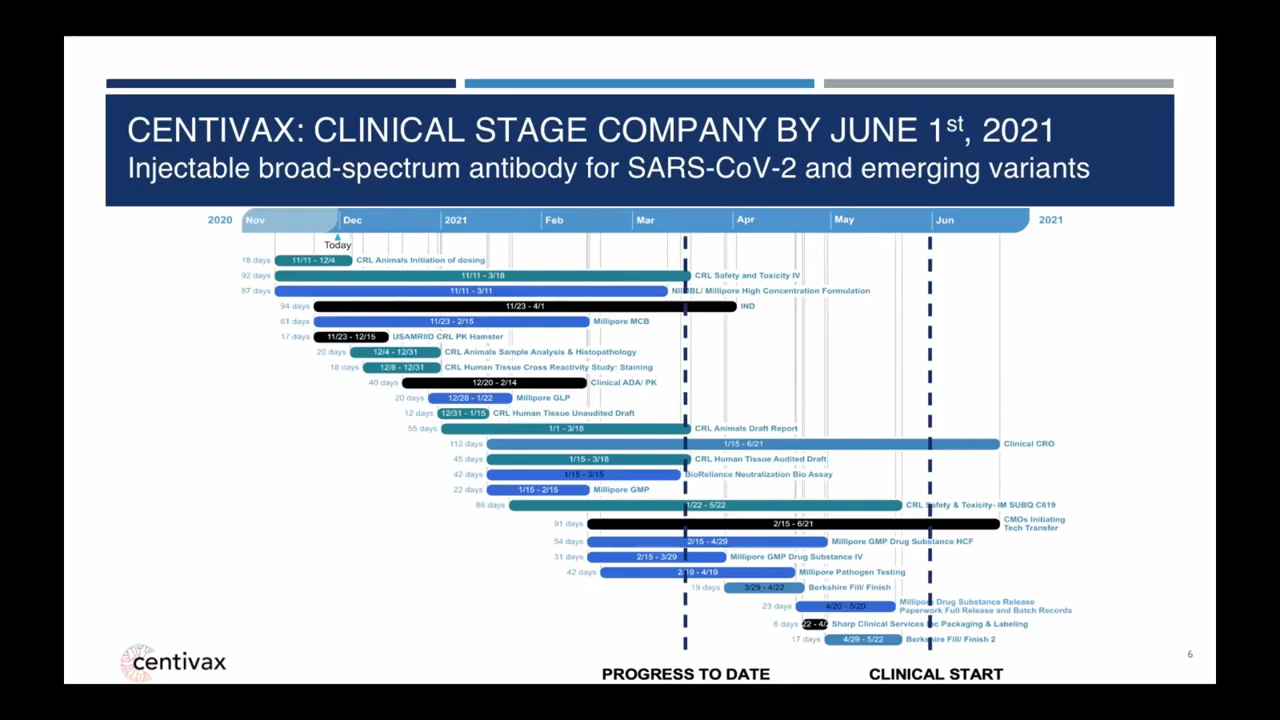 CENTIVAX: CLINICAL STAGE COMPANY BY JUNE 1st, 2021
Injectable broad-spectrum antibody for SARS-CoV-2 and emerging variants
2020 Nov Dec 2021 Feb Mar Apr May Jun 2021
Today
18 days 11/11 - 12/4 CRL Animals Initiation of dosing
92 days 11/11 - 3/18 CRL Safety and Toxicity IV
87 days 11/11 - 3/11 Millipore High Concentration Formulation
94 days 11/23 - 4/1 IND
61 days 11/23 - 2/15 Millipore MCB
17 days 11/23 - 12/15 USAMRIID CRL PK Hamster
20 days 12/4 - 12/31 CRL Animals Sample Analysis & Histopathology
18 days 12/8 - 12/31 CRL Human Tissue Cross Reactivity Study: Staining
40 days 12/20 - 2/14 Clinical ADA/ PK
20 days 12/28 - 1/22 Millipore GLP
12 days 12/31 - 1/15 CRL Human Tissue Unaudited Draft
55 days 1/1 - 3/18 CRL Animals Draft Report
112 days 1/15 - 6/21 Clinical CRO
45 days 1/15 - 3/18 CRL Human Tissue Audited Draft
42 days 1/15 - 3/15 BioReliance Neutralization Bio Assay
22 days 1/15 - 2/15 Millipore GMP
86 days 1/22 - 5/22 CRL Safety & Toxicity- IM SUBQ C619
91 days 2/15 - 6/21 CMOs Initiating
Tech Transfer
54 days 2/15 - 4/29 Millipore GMP Drug Substance HCF
31 days 2/15 - 3/29 Millipore GMP Drug Substance IV
42 days 2/19 - 4/19 Millipore Pathogen Testing
19 days 3/29 - 4/22 Berkshire Fill/ Finish
23 days 4/20 - 5/20 Millipore Drug Substance Release
Paperwork Full Release and Batch Records
6 days 22 - 4/ Sharp Clinical Services Inc Packaging & Labeling
17 days 4/29 - 5/22 Berkshire Fill/ Finish 2
centivax
6
PROGRESS TO DATE CLINICAL START